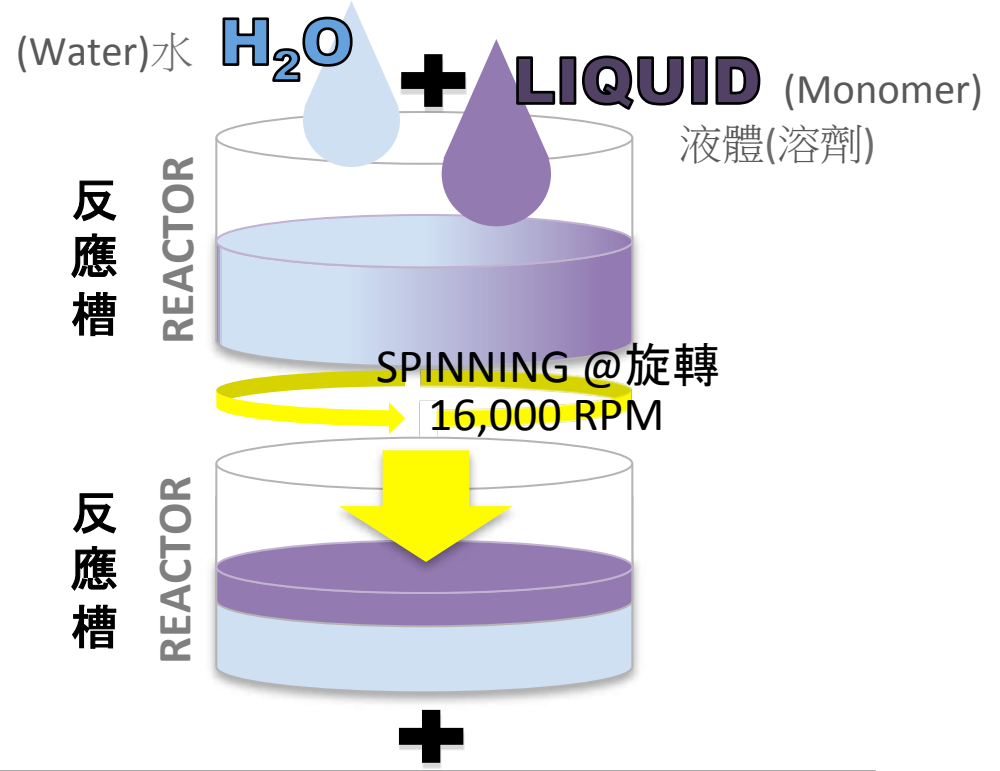 (Water)水 H₂O + LIQUID (Monomer)
液體(溶劑)
反應槽
REACTOR
SPINNING @旋轉
16,000 RPM
反應槽
REACTOR
+